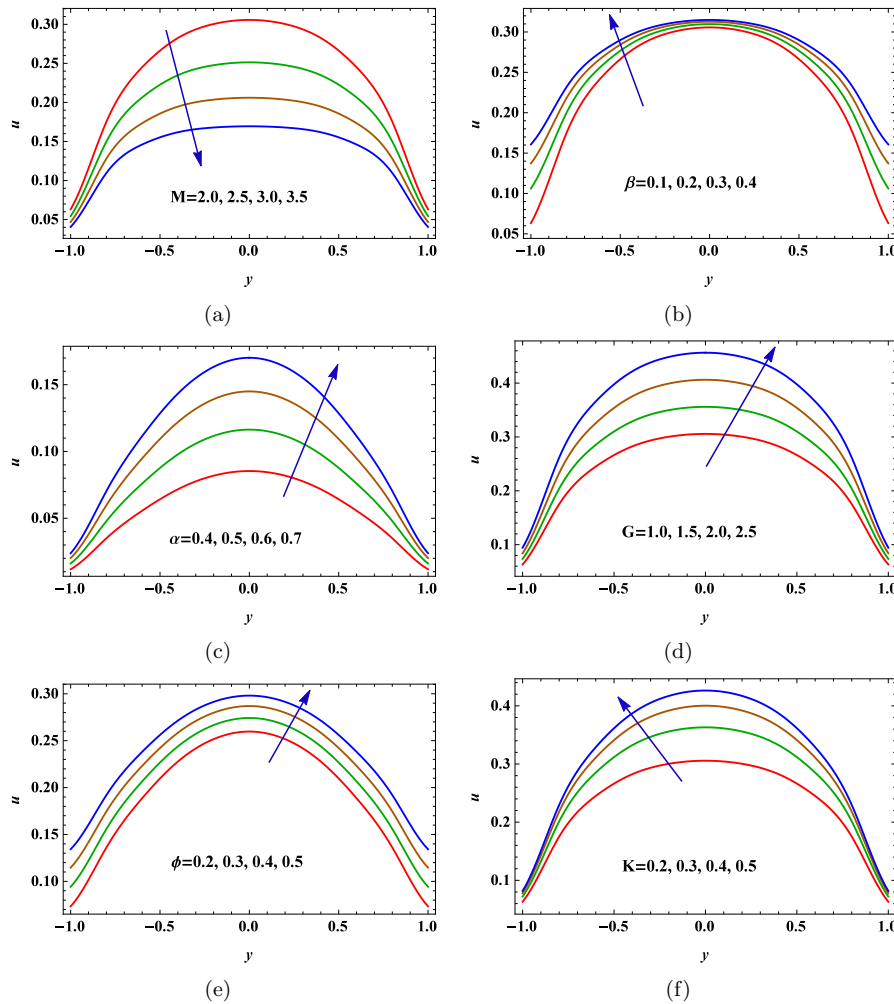 0.30
0.25
0.20
0.15
0.10
0.05
u
M=2.0, 2.5, 3.0, 3.5
−1.0 −0.5 0.0 0.5 1.0
y
(a)
0.30
0.25
0.20
0.15
0.10
0.05
u
β=0.1, 0.2, 0.3, 0.4
−1.0 −0.5 0.0 0.5 1.0
y
(b)
0.15
0.10
0.05
u
α=0.4, 0.5, 0.6, 0.7
−1.0 −0.5 0.0 0.5 1.0
y
(c)
0.4
0.3
0.2
0.1
u
G=1.0, 1.5, 2.0, 2.5
−1.0 −0.5 0.0 0.5 1.0
y
(d)
0.30
0.25
0.20
0.15
0.10
u
ϕ=0.2, 0.3, 0.4, 0.5
−1.0 −0.5 0.0 0.5 1.0
y
(e)
0.4
0.3
0.2
0.1
u
K=0.2, 0.3, 0.4, 0.5
−1.0 −0.5 0.0 0.5 1.0
y
(f)